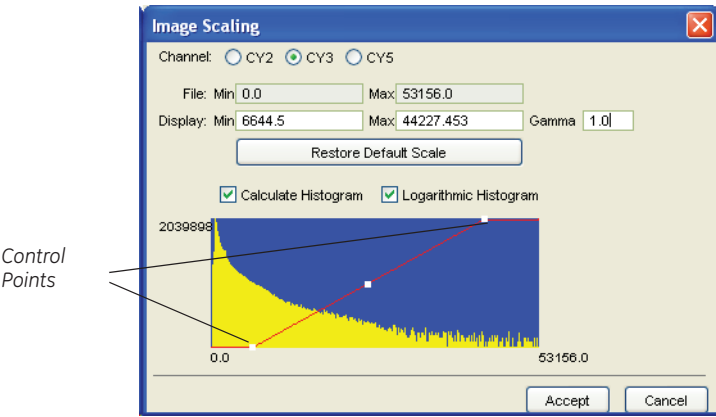 Image Scaling
Channel: CY2 CY3 CY5
File: Min 0.0 Max 53156.0
Display: Min 6644.5 Max 44227.453 Gamma 1.0
Restore Default Scale
Calculate Histogram Logarithmic Histogram
2039898
Control
Points
0.0 53156.0
Accept Cancel